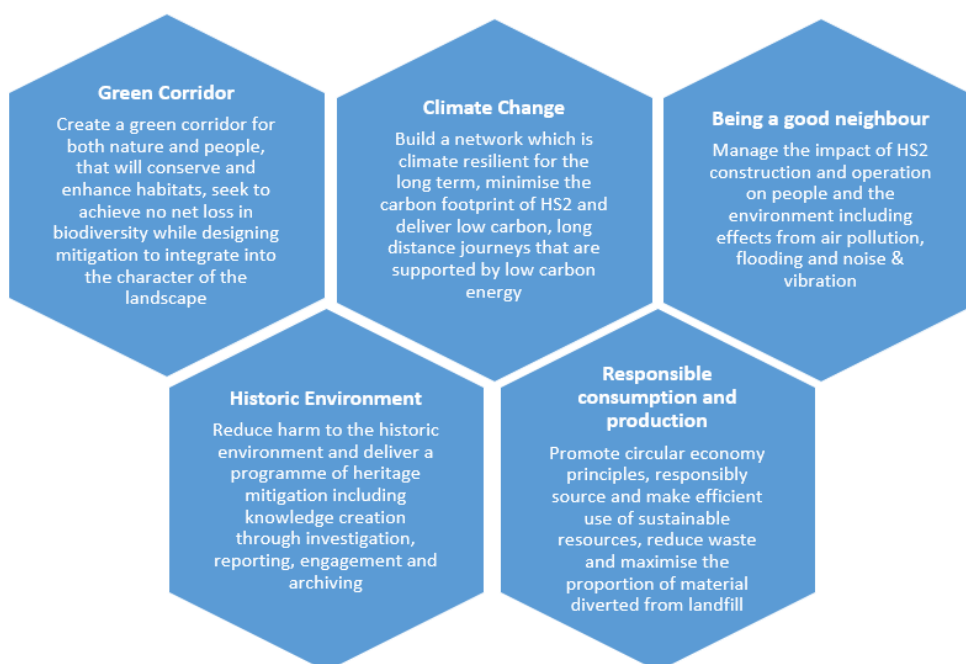 Green Corridor
Create a green corridor for
both nature and people,
that will conserve and
enhance habitats, seek to
achieve no net loss in
biodiversity while designing
mitigation to integrate into
the character of the
landscape
Climate Change
Build a network which is
climate resilient for the
long term, minimise the
carbon footprint of HS2 and
deliver low carbon, long
distance journeys that are
supported by low carbon
energy
Being a good neighbour
Manage the impact of HS2
construction and operation
on people and the
environment including
effects from air pollution,
flooding and noise &
vibration
Historic Environment
Reduce harm to the historic
environment and deliver a
programme of heritage
mitigation including
knowledge creation
through investigation,
reporting, engagement and
archiving
Responsible
consumption and
production
Promote circular economy
principles, responsibly
source and make efficient
use of sustainable
resources, reduce waste
and maximise the
proportion of material
diverted from landfill